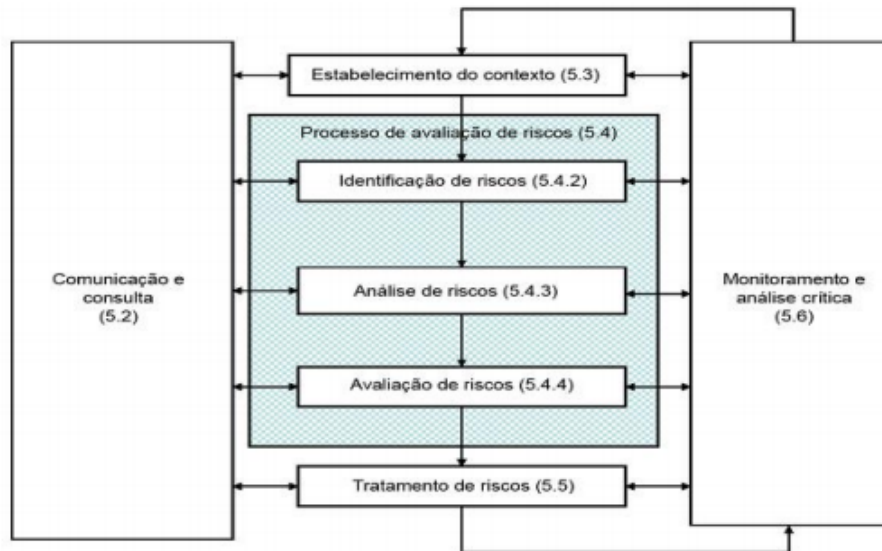 Estabelecimento do contexto (5.3)
Processo de avaliação de riscos (5.4)
Identificação de riscos (5.4.2)
Comunicação e
consulta
(5.2)
Análise de riscos (5.4.3)
Monitoramento e
análise crítica
(5.6)
Avaliação de riscos (5.4.4)
Tratamento de riscos (5.5)